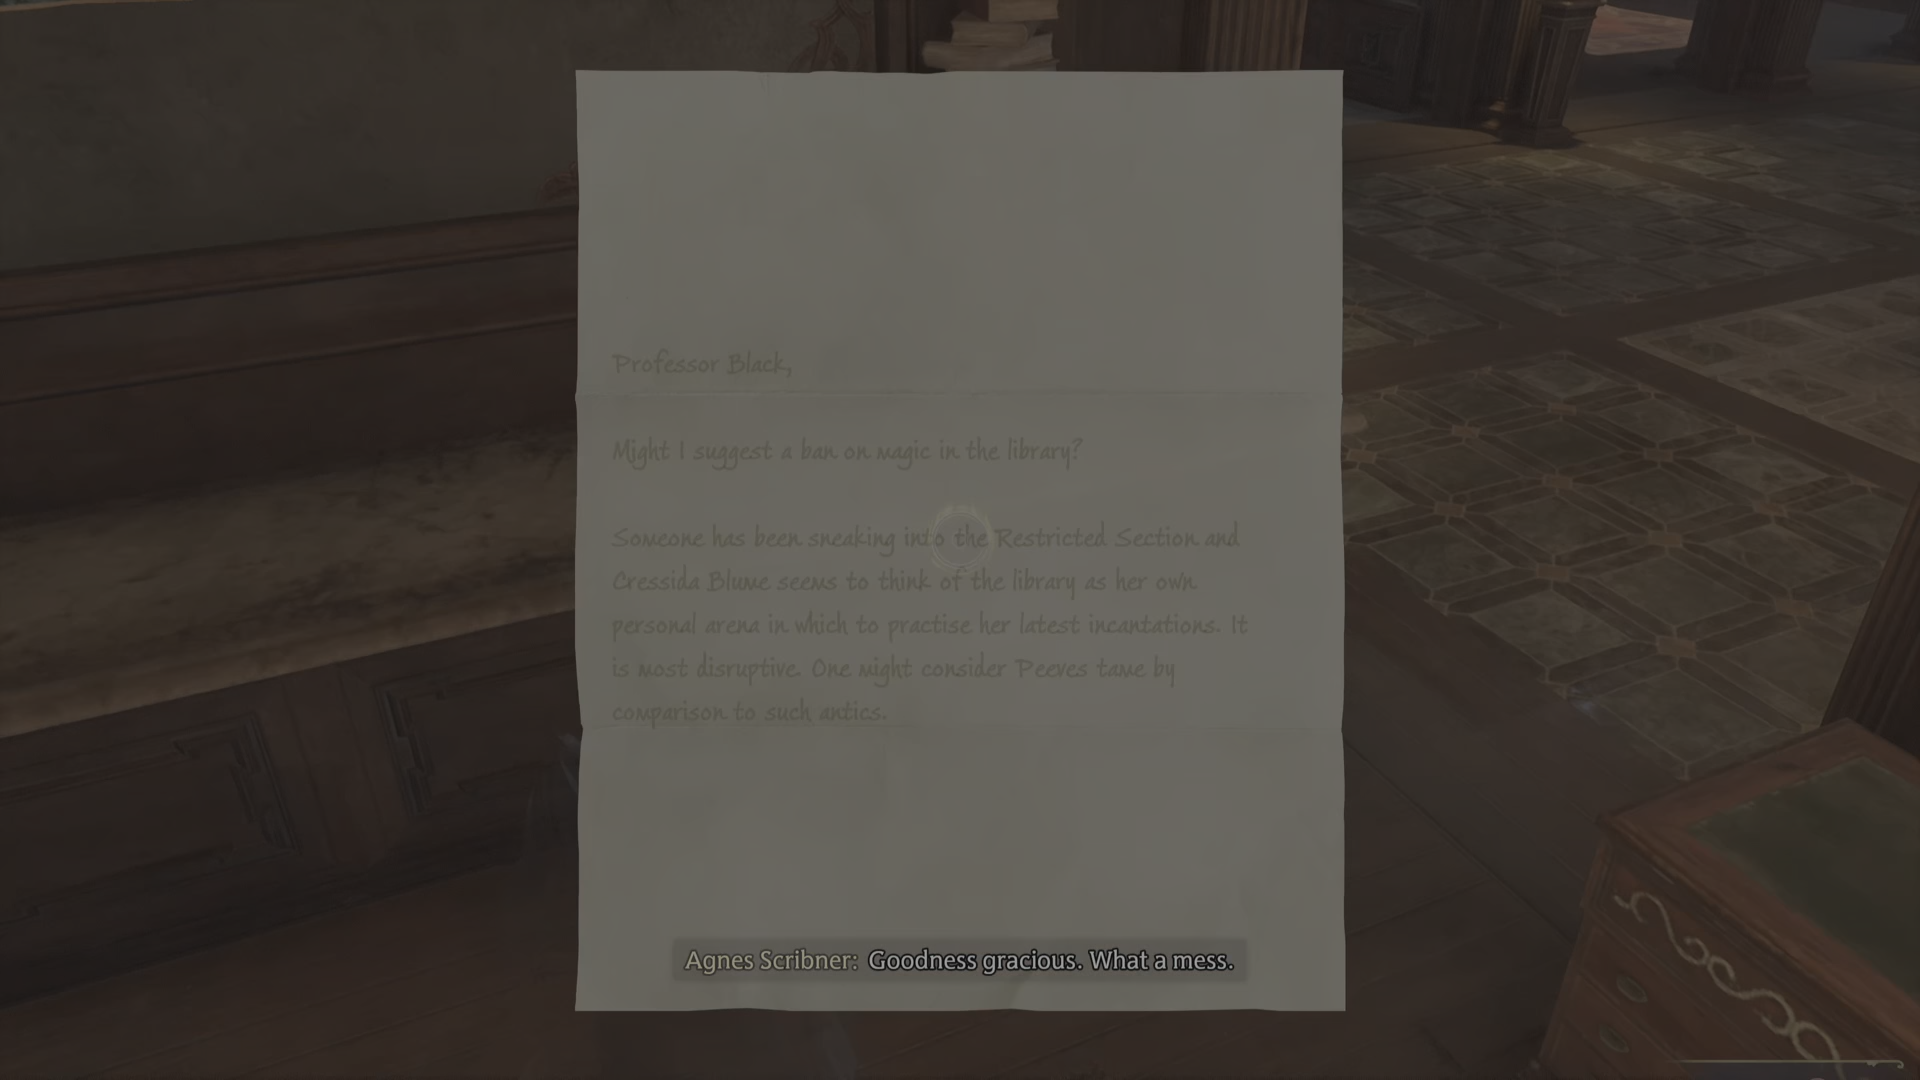 Professor Black,
Might I suggest a ban on magic in the library?
Someone has been sneaking into the Restricted Section and
Cressida Blume seems to think of the library as her own
personal arena in which to practise her latest incantations. It
is most disruptive. One might consider Peeves tame by
comparison to such antics.
Agnes Scribner: Goodness gracious. What a mess.